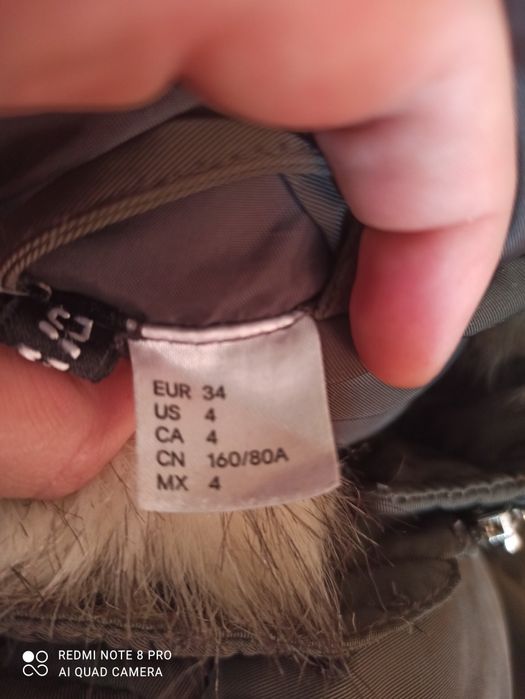 EUR 34
US 4
CA 4
CN 160/80A
MX 4
REDMI NOTE 8 PRO
AI QUAD CAMERA